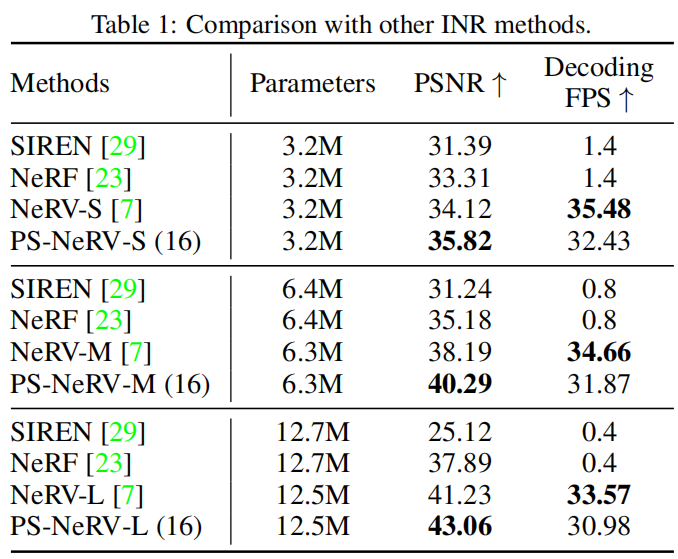 Table 1: Comparison with other INR methods.
Methods Parameters PSNR ↑ Decoding FPS ↑
SIREN [29] 3.2M 31.39 1.4
NeRF [23] 3.2M 33.31 1.4
NeRV-S [7] 3.2M 34.12 35.48
PS-NeRV-S (16) 3.2M 35.82 32.43
SIREN [29] 6.4M 31.24 0.8
NeRF [23] 6.4M 35.18 0.8
NeRV-M [7] 6.3M 38.19 34.66
PS-NeRV-M (16) 6.3M 40.29 31.87
SIREN [29] 12.7M 25.12 0.4
NeRF [23] 12.7M 37.89 0.4
NeRV-L [7] 12.5M 41.23 33.57
PS-NeRV-L (16) 12.5M 43.06 30.98